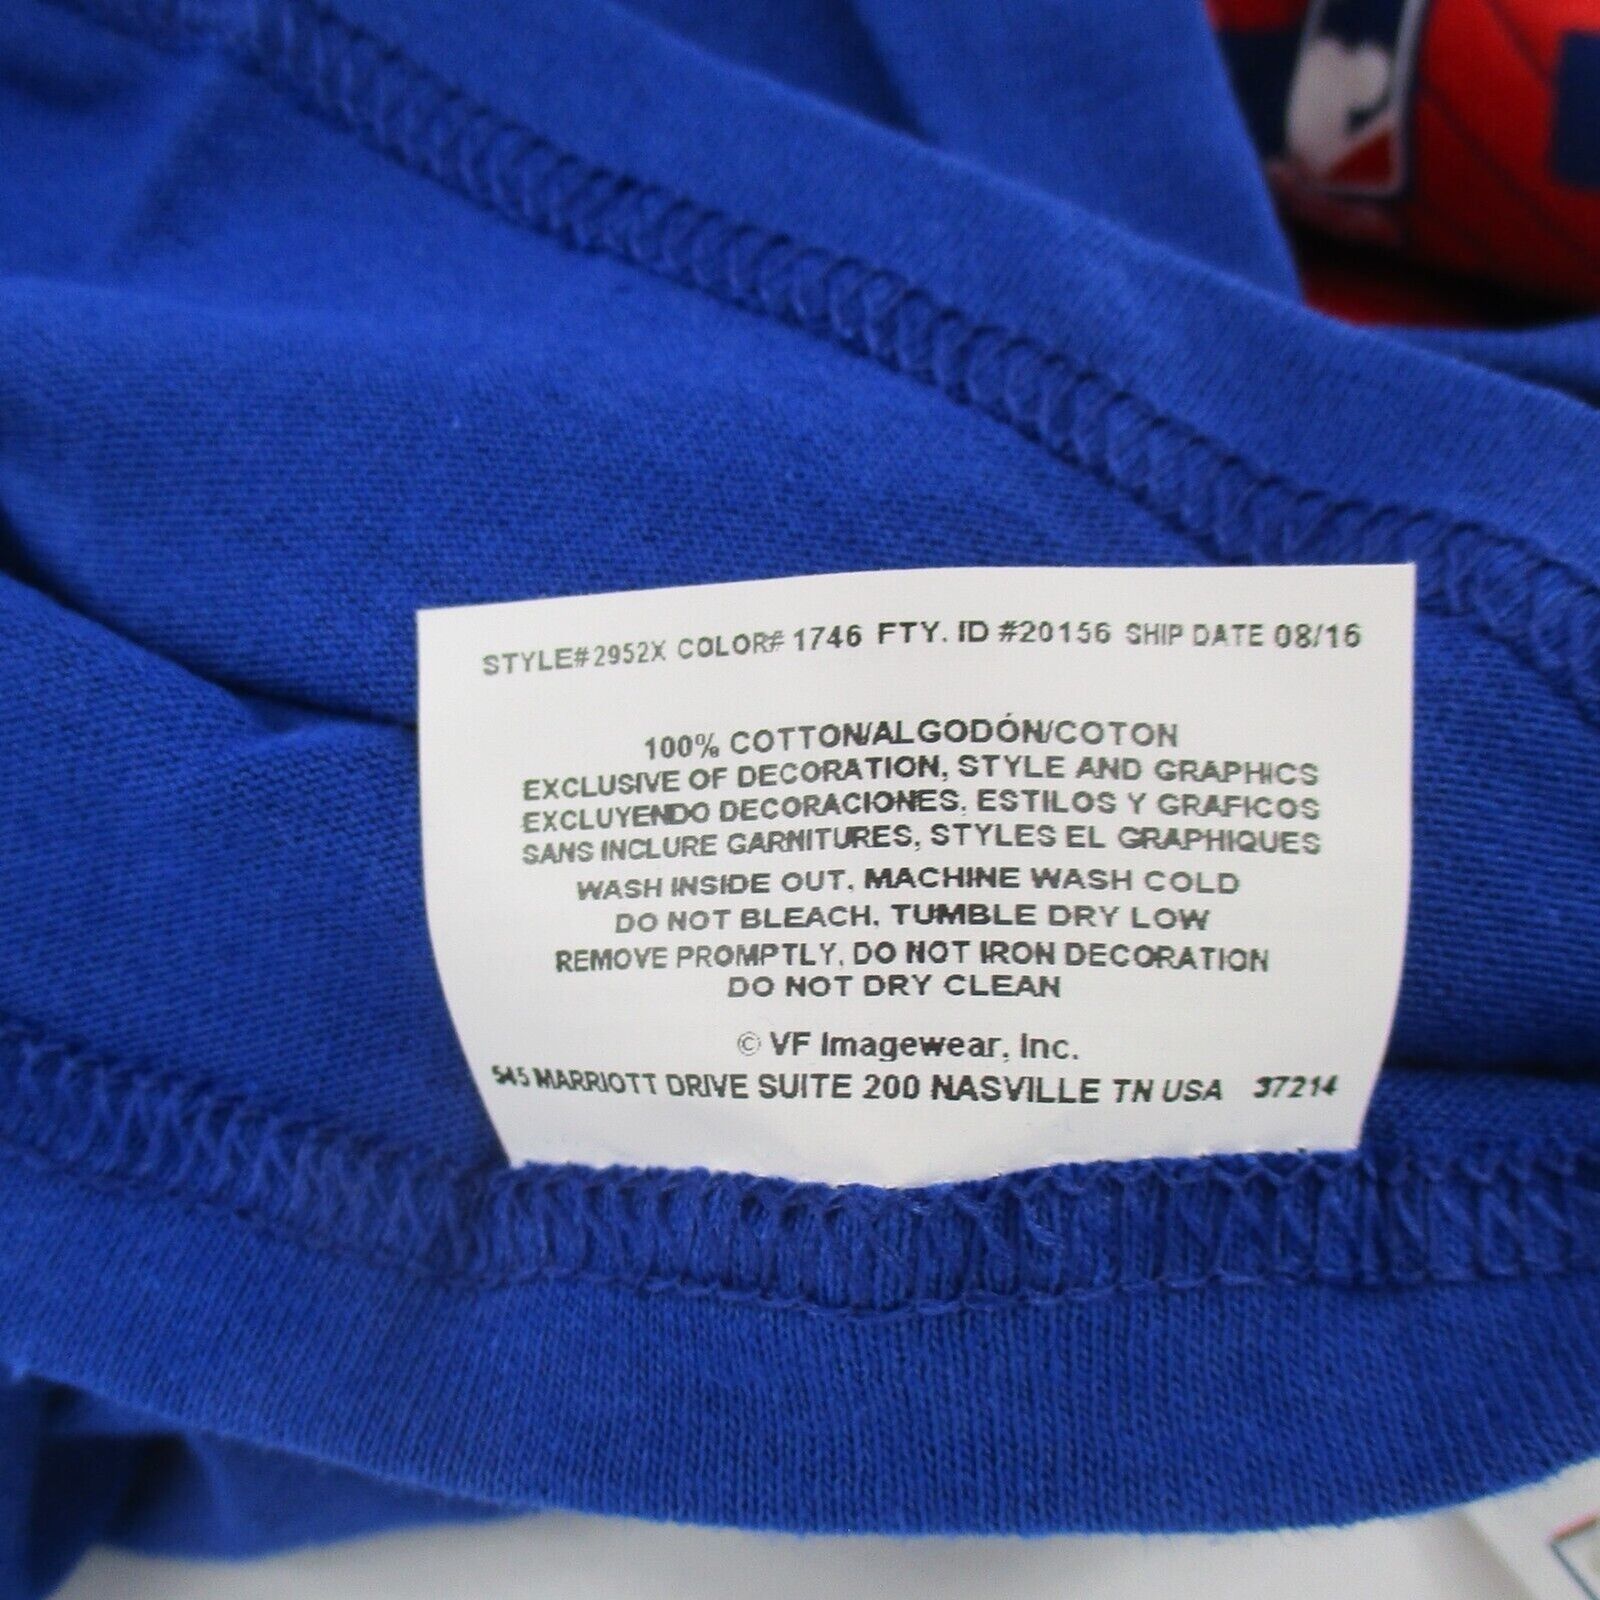 STYLE#2952X COLOR# 1746 FTY. ID #20156 SHIP DATE 08/16
100% COTTON/ALGODÓN/COTON
EXCLUSIVE OF DECORATION, STYLE AND GRAPHICS
EXCLUYENDO DECORACIONES, ESTILOS Y GRAFICOS
SANS INCLURE GARNITURES, STYLES EL GRAPHIQUES
WASH INSIDE OUT, MACHINE WASH COLD
DO NOT BLEACH, TUMBLE DRY LOW
REMOVE PROMPTLY, DO NOT IRON DECORATION
DO NOT DRY CLEAN
© VF Imagewear, Inc.
545 MARRIOTT DRIVE SUITE 200 NASVILLE TN USA 37214